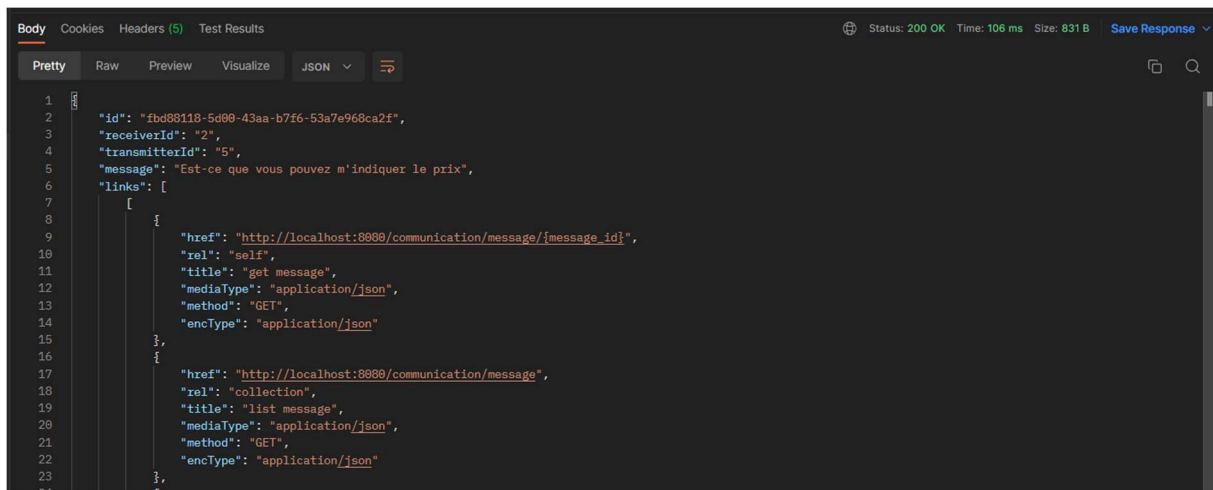 Body Cookies Headers (5) Test Results Status: 200 OK Time: 106 ms Size: 831 B Save Response
Pretty Raw Preview Visualize JSON
1 {
2 "id": "fbd88118-5d00-43aa-b7f6-53a7e968ca2f",
3 "receiverId": "2",
4 "transmitterId": "5",
5 "message": "Est-ce que vous pouvez m'indiquer le prix",
6 "links": [
7 [
8 {
9 "href": "http://localhost:8080/communication/message/{message_id}",
10 "rel": "self",
11 "title": "get message",
12 "mediaType": "application/json",
13 "method": "GET",
14 "encType": "application/json"
15 },
16 {
17 "href": "http://localhost:8080/communication/message",
18 "rel": "collection",
19 "title": "list message",
20 "mediaType": "application/json",
21 "method": "GET",
22 "encType": "application/json"
23 },